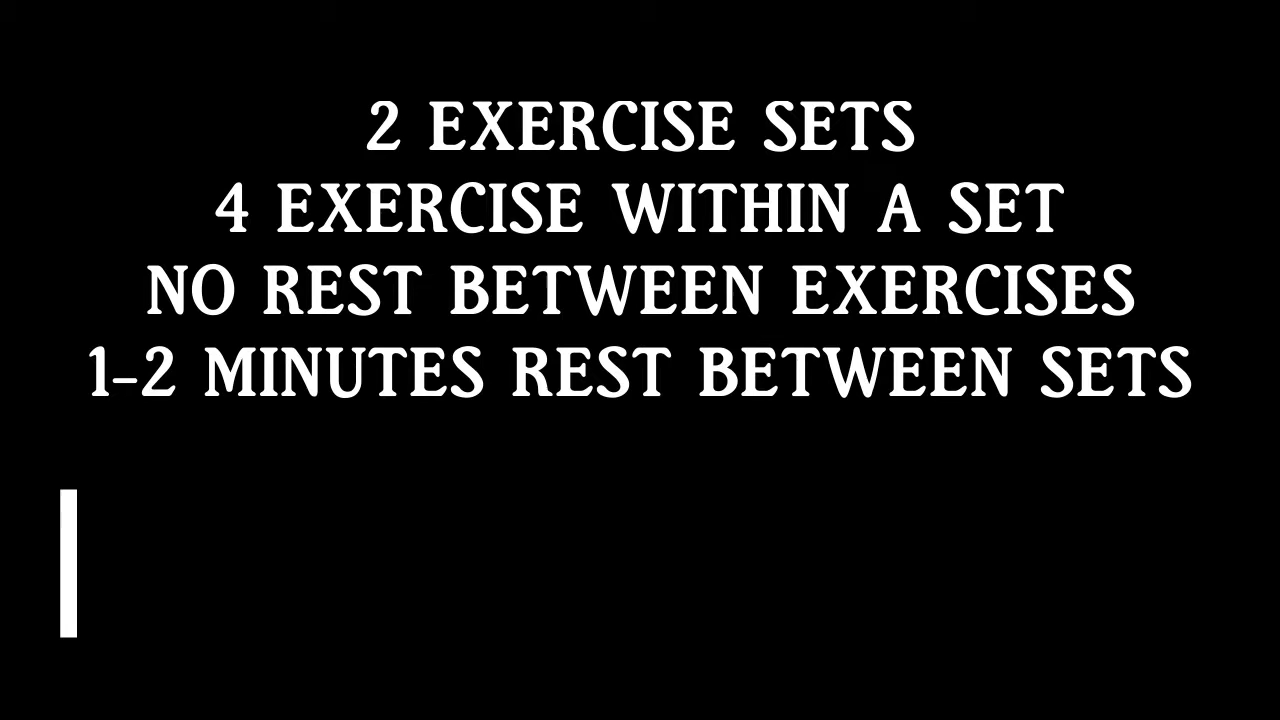 2 EXERCISE SETS
4 EXERCISE WITHIN A SET
NO REST BETWEEN EXERCISES
1-2 MINUTES REST BETWEEN SETS